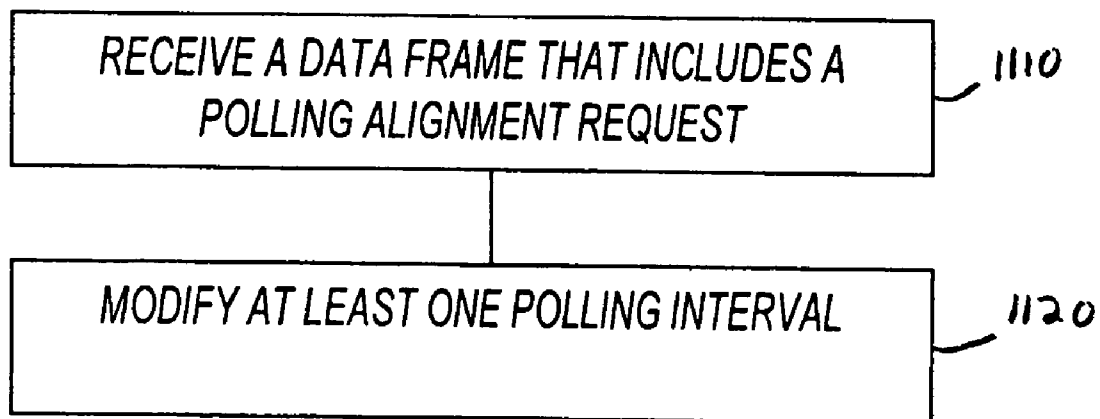 RECEIVE A DATA FRAME THAT INCLUDES A
POLLING ALIGNMENT REQUEST
1110
MODIFY AT LEAST ONE POLLING INTERVAL
1120